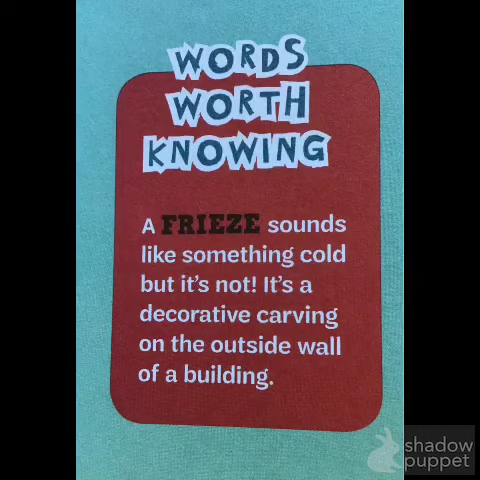 WORDS
WORTH
KNOWING
A FRIEZE sounds
like something cold
but it's not! It's a
decorative carving
on the outside wall
of a building.
shadow
puppet